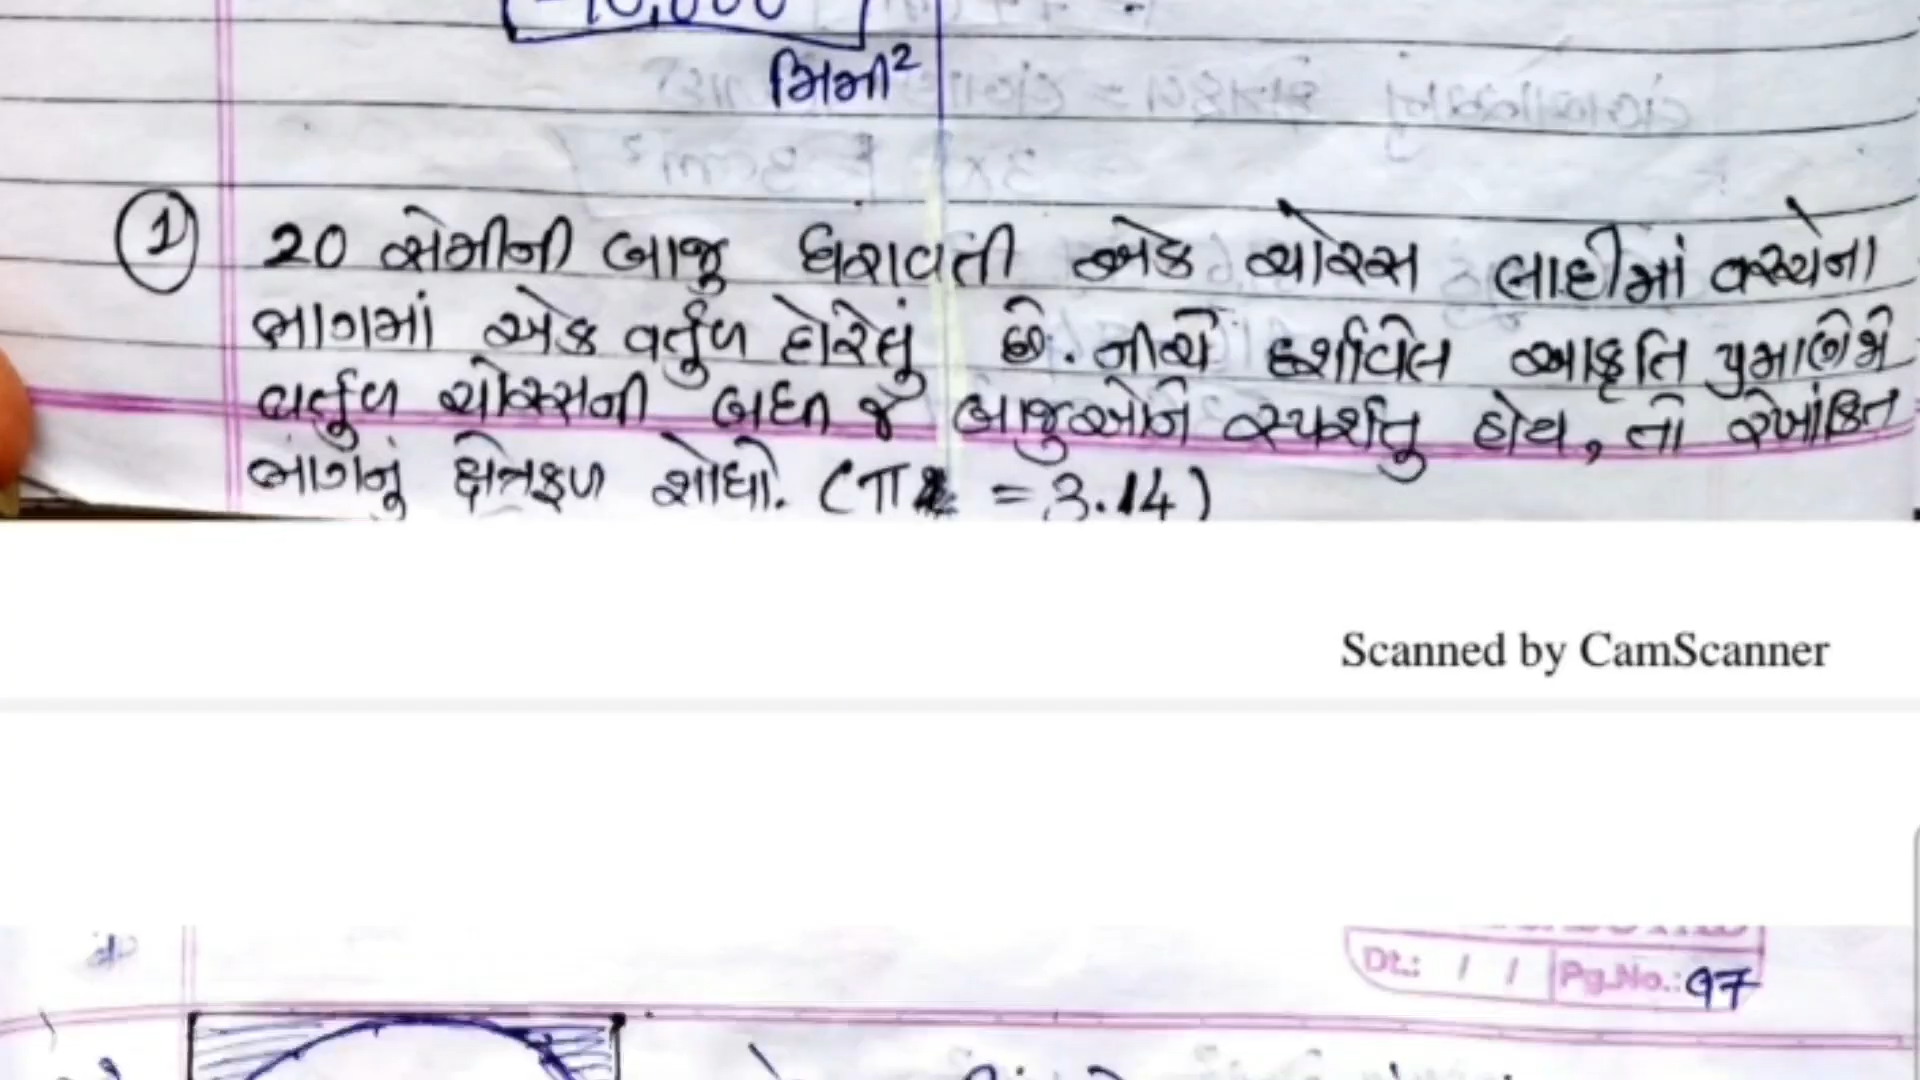 મિમી²
① 20 સેમીની બાજુ ધરાવતી એક ચોરસ લાદીમાં વચ્ચેના
ભાગમાં એક વર્તુળ દોરેલું છે. નીચે દર્શાવેલ આકૃતિ પ્રમાણેએ
વર્તુળ ચોરસની બધી જ બાજુઓને સ્પર્શતુ હોય, તો રેખાંકિત
ભાગનું ક્ષેત્રફળ શોધો. (π = 3.14)
Scanned by CamScanner
Dt.: / / Pg.No.: 97